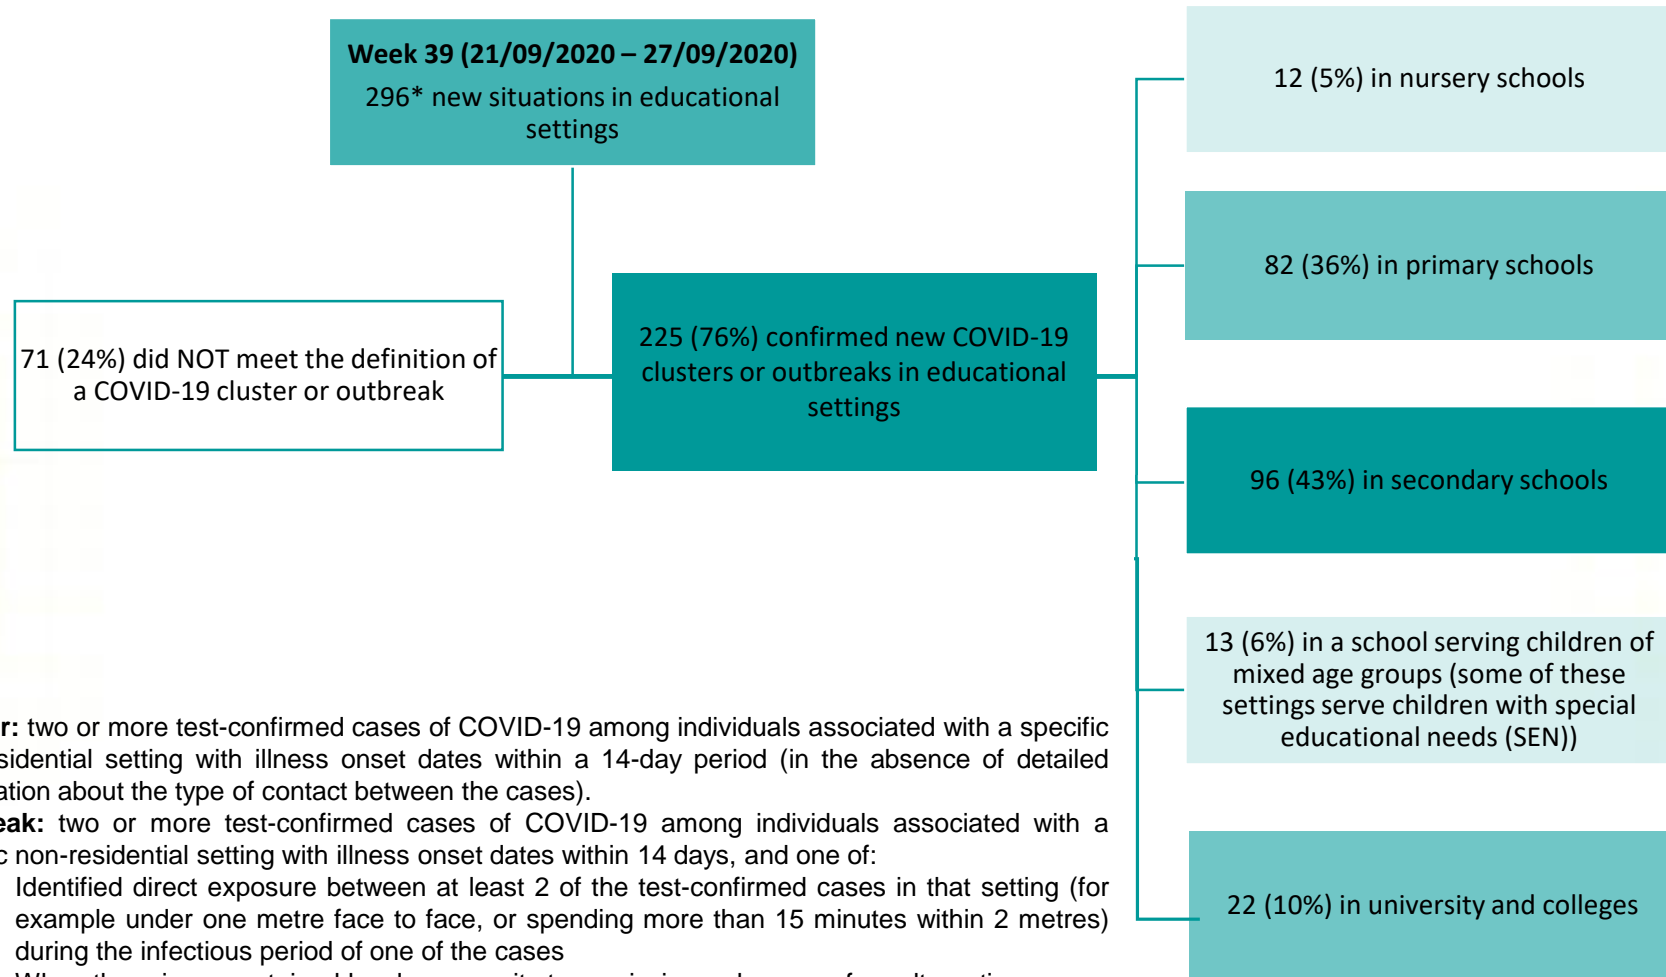 Week 39 (21/09/2020 – 27/09/2020)
296* new situations in educational
settings
71 (24%) did NOT meet the definition of
a COVID-19 cluster or outbreak
225 (76%) confirmed new COVID-19
clusters or outbreaks in educational
settings
12 (5%) in nursery schools
82 (36%) in primary schools
96 (43%) in secondary schools
13 (6%) in a school serving children of
mixed age groups (some of these
settings serve children with special
educational needs (SEN))
22 (10%) in university and colleges
r: two or more test-confirmed cases of COVID-19 among individuals associated with a specific
sidential setting with illness onset dates within a 14-day period (in the absence of detailed
ation about the type of contact between the cases).
eak: two or more test-confirmed cases of COVID-19 among individuals associated with a
c non-residential setting with illness onset dates within 14 days, and one of:
Identified direct exposure between at least 2 of the test-confirmed cases in that setting (for
example under one metre face to face, or spending more than 15 minutes within 2 metres)
during the infectious period of one of the cases